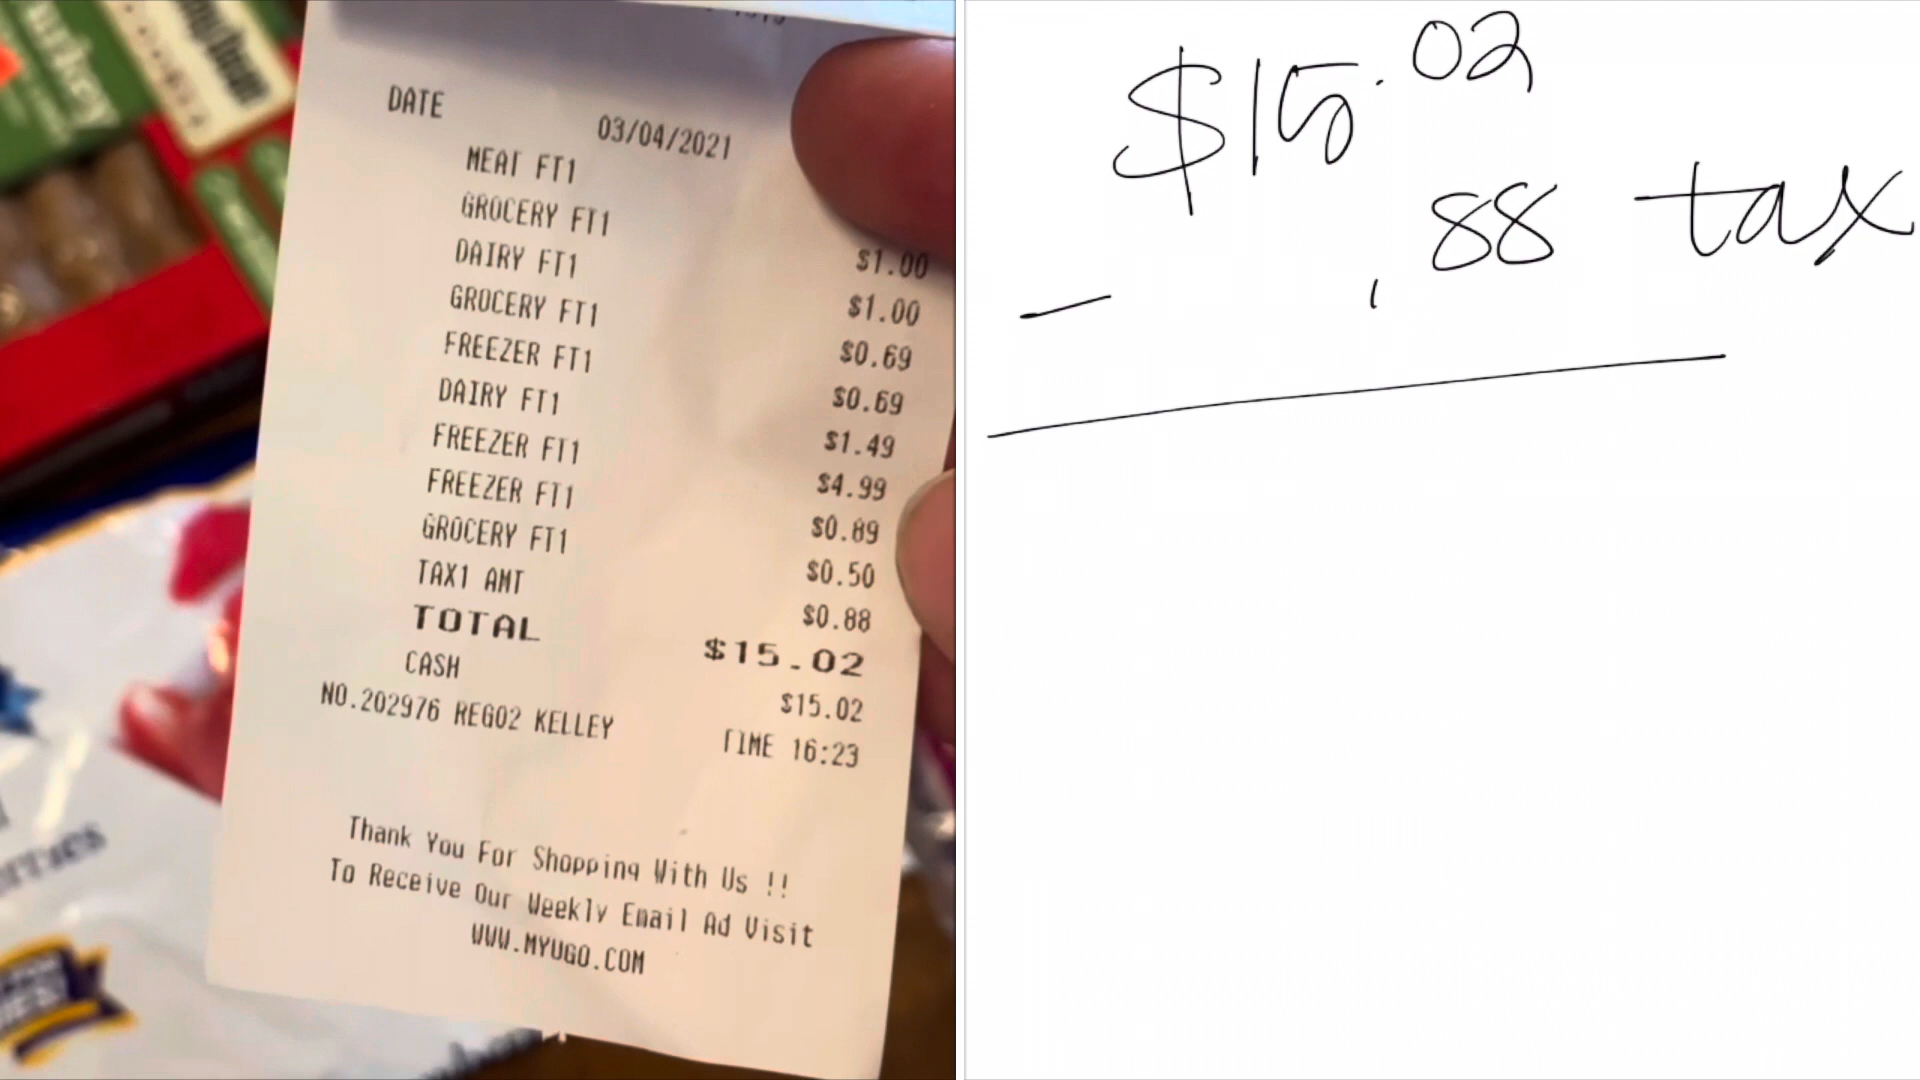 DATE 03/04/2021
MEAT FT1
GROCERY FT1 $1.00
DAIRY FT1 $1.00
GROCERY FT1 $0.69
FREEZER FT1 $0.69
DAIRY FT1 $1.49
FREEZER FT1 $4.99
FREEZER FT1 $0.89
GROCERY FT1 $0.50
TAX1 AMT $0.88
TOTAL $15.02
CASH $15.02
NO.202976 REG02 KELLEY TIME 16:23
Thank You For Shopping With Us !!
To Receive Our Weekly Email Ad Visit
WWW.MYUGO.COM
$15.02
- .88 tax